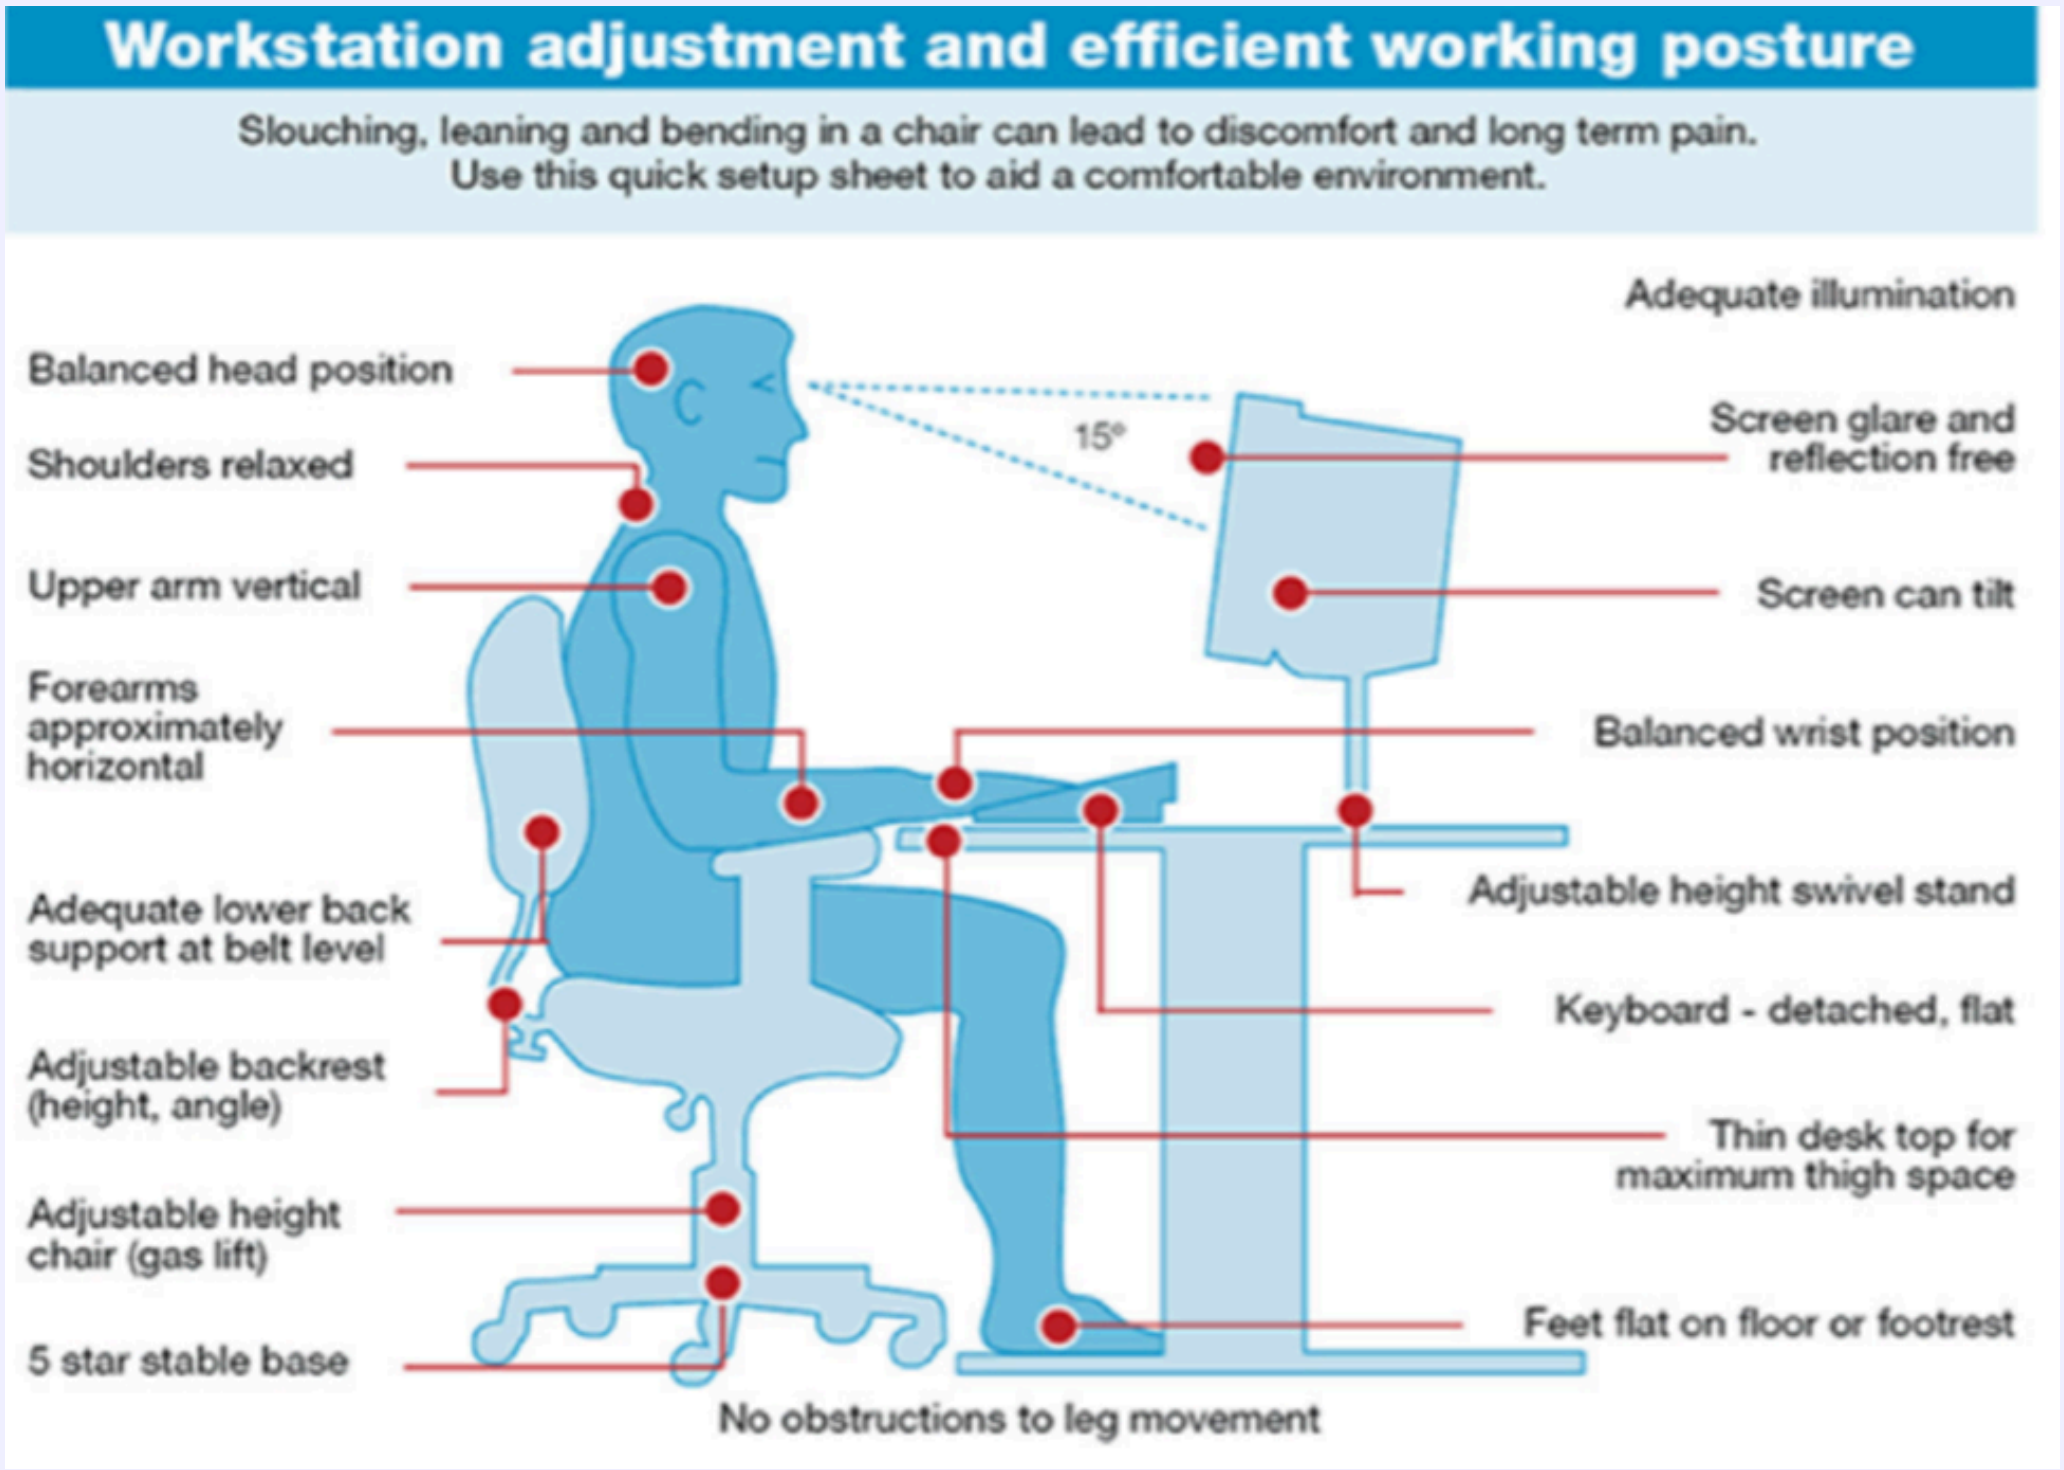 Workstation adjustment and efficient working posture
Slouching, leaning and bending in a chair can lead to discomfort and long term pain.
Use this quick setup sheet to aid a comfortable environment.
Adequate illumination
Balanced head position
Shoulders relaxed
Upper arm vertical
Forearms
approximately
horizontal
Adequate lower back
support at belt level
Adjustable backrest
(height, angle)
Adjustable height
chair (gas lift)
5 star stable base
15º
Screen glare and
reflection free
Screen can tilt
Balanced wrist position
Adjustable height swivel stand
Keyboard - detached, flat
Thin desk top for
maximum thigh space
Feet flat on floor or footrest
No obstructions to leg movement